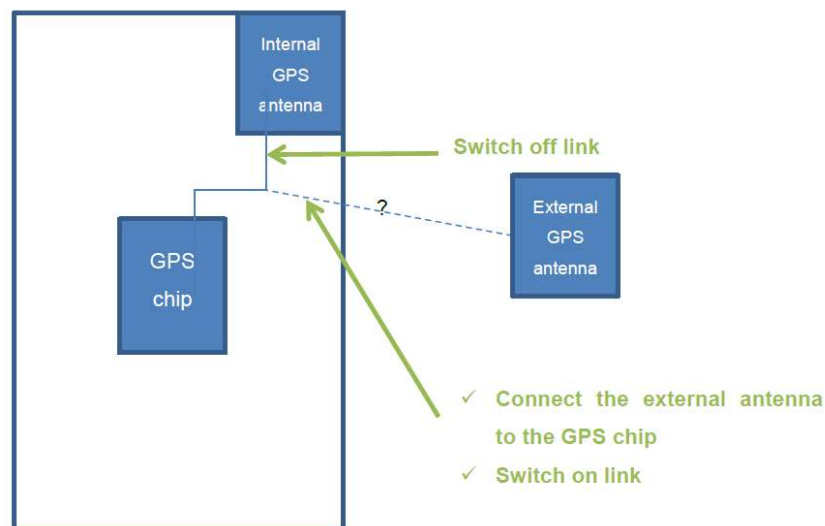 Internal
GPS
antenna
Switch off link
?
External
GPS
antenna
GPS
chip
✓ Connect the external antenna
to the GPS chip
✓ Switch on link